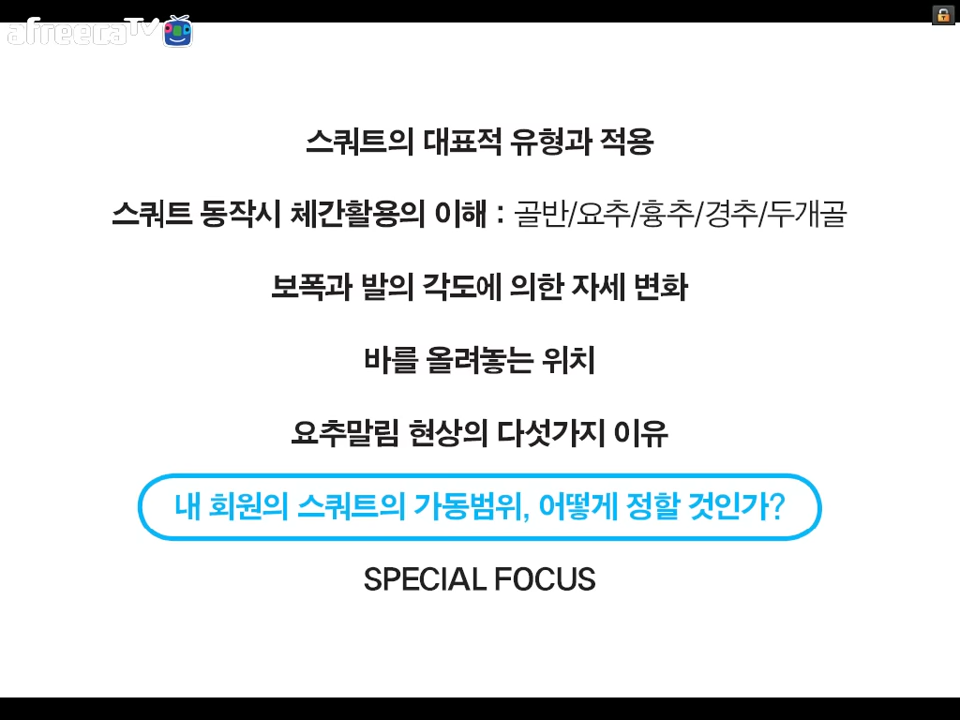 afreecaTV
스쿼트의 대표적 유형과 적용
스쿼트 동작시 체간활용의 이해 : 골반/요추/흉추/경추/두개골
보폭과 발의 각도에 의한 자세 변화
바를 올려놓는 위치
요추말림 현상의 다섯가지 이유
내 회원의 스쿼트의 가동범위, 어떻게 정할 것인가?
SPECIAL FOCUS